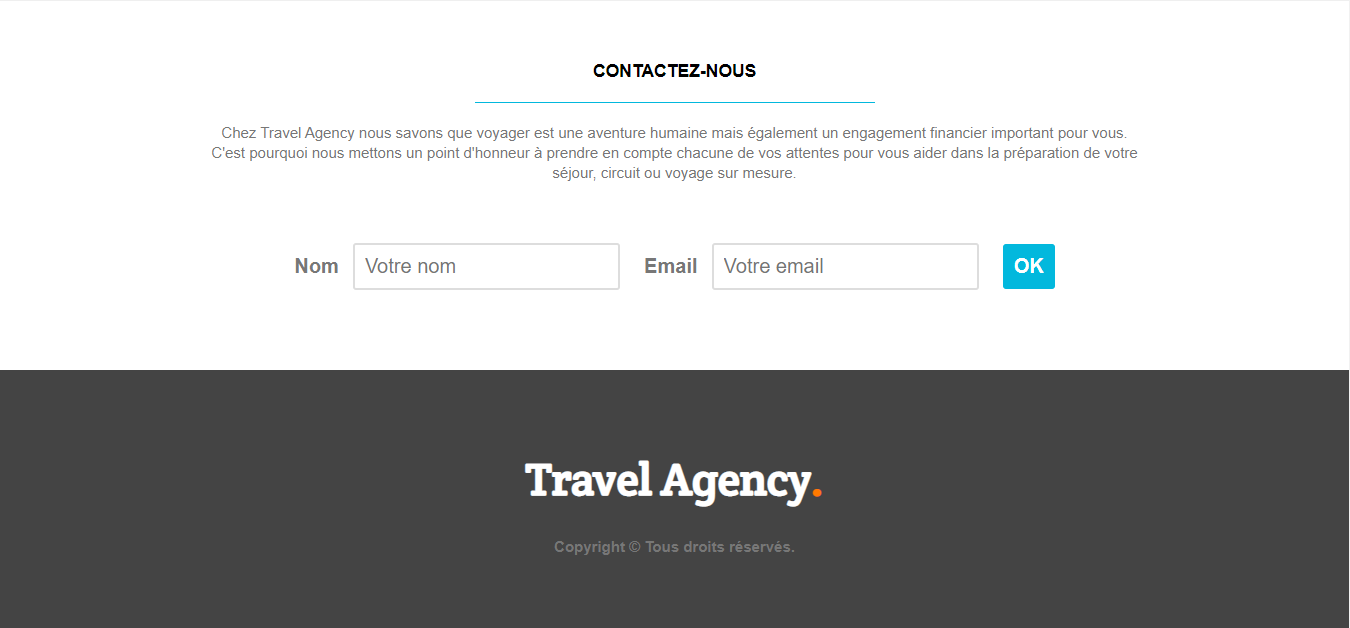 CONTACTEZ-NOUS
Chez Travel Agency nous savons que voyager est une aventure humaine mais également un engagement financier important pour vous.
C'est pourquoi nous mettons un point d'honneur à prendre en compte chacune de vos attentes pour vous aider dans la préparation de votre
séjour, circuit ou voyage sur mesure.
Nom Votre nom Email Votre email OK
Travel Agency.
Copyright © Tous droits réservés.